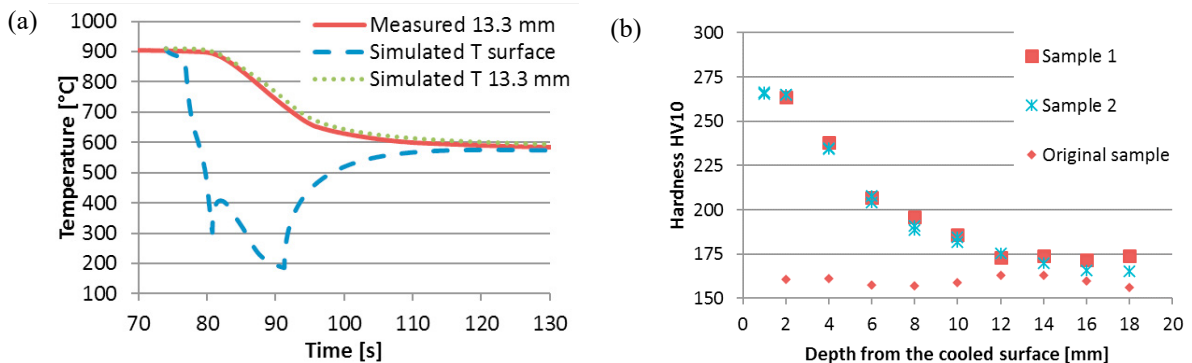 (a)
Temperature [°C]
1000
900
800
700
600
500
400
300
200
100
Measured 13.3 mm
Simulated T surface
Simulated T 13.3 mm
70 80 90 100 110 120 130
Time [s]
(b)
Hardness HV10
300
275
250
225
200
175
150
Sample 1
Sample 2
Original sample
0 2 4 6 8 10 12 14 16 18 20
Depth from the cooled surface [mm]